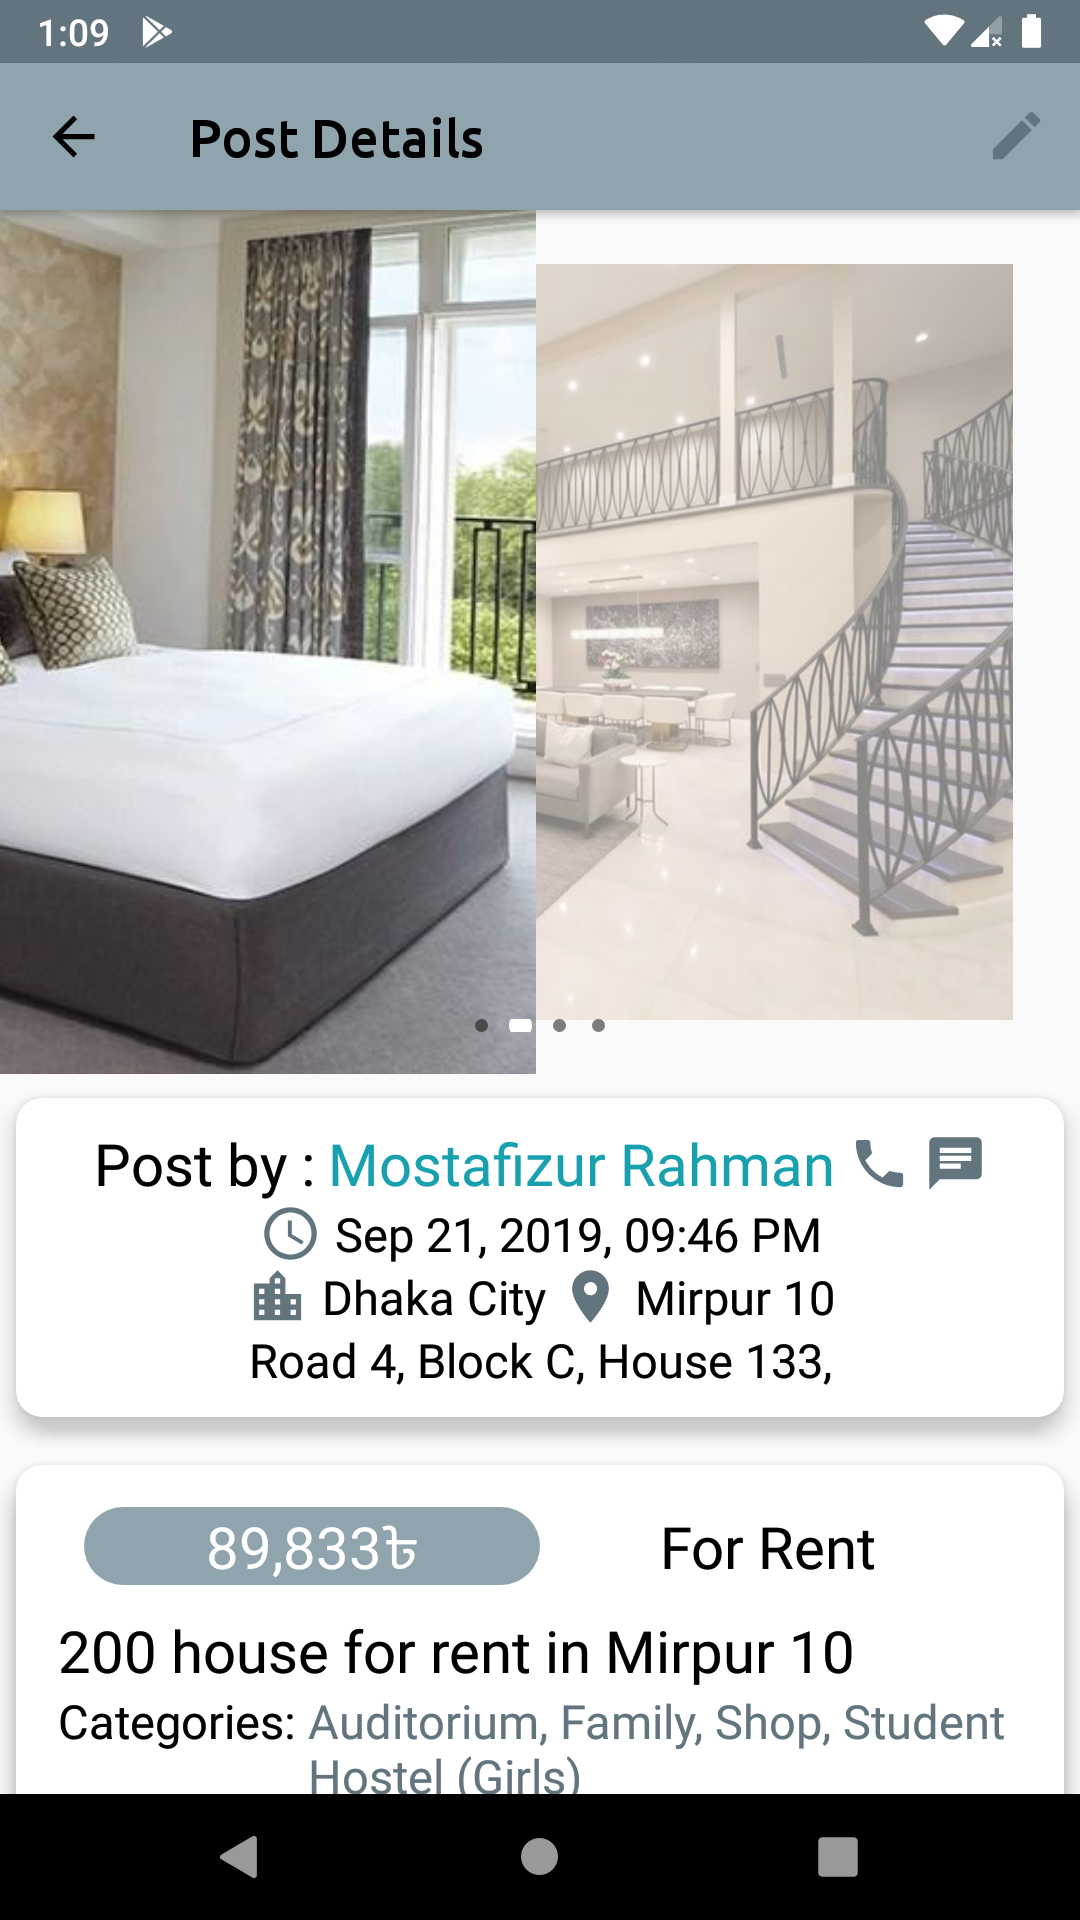 1:09
Post Details
Post by : Mostafizur Rahman
Sep 21, 2019, 09:46 PM
Dhaka City Mirpur 10
Road 4, Block C, House 133,
89,833৳ For Rent
200 house for rent in Mirpur 10
Categories: Auditorium, Family, Shop, Student
Hostel (Girls)